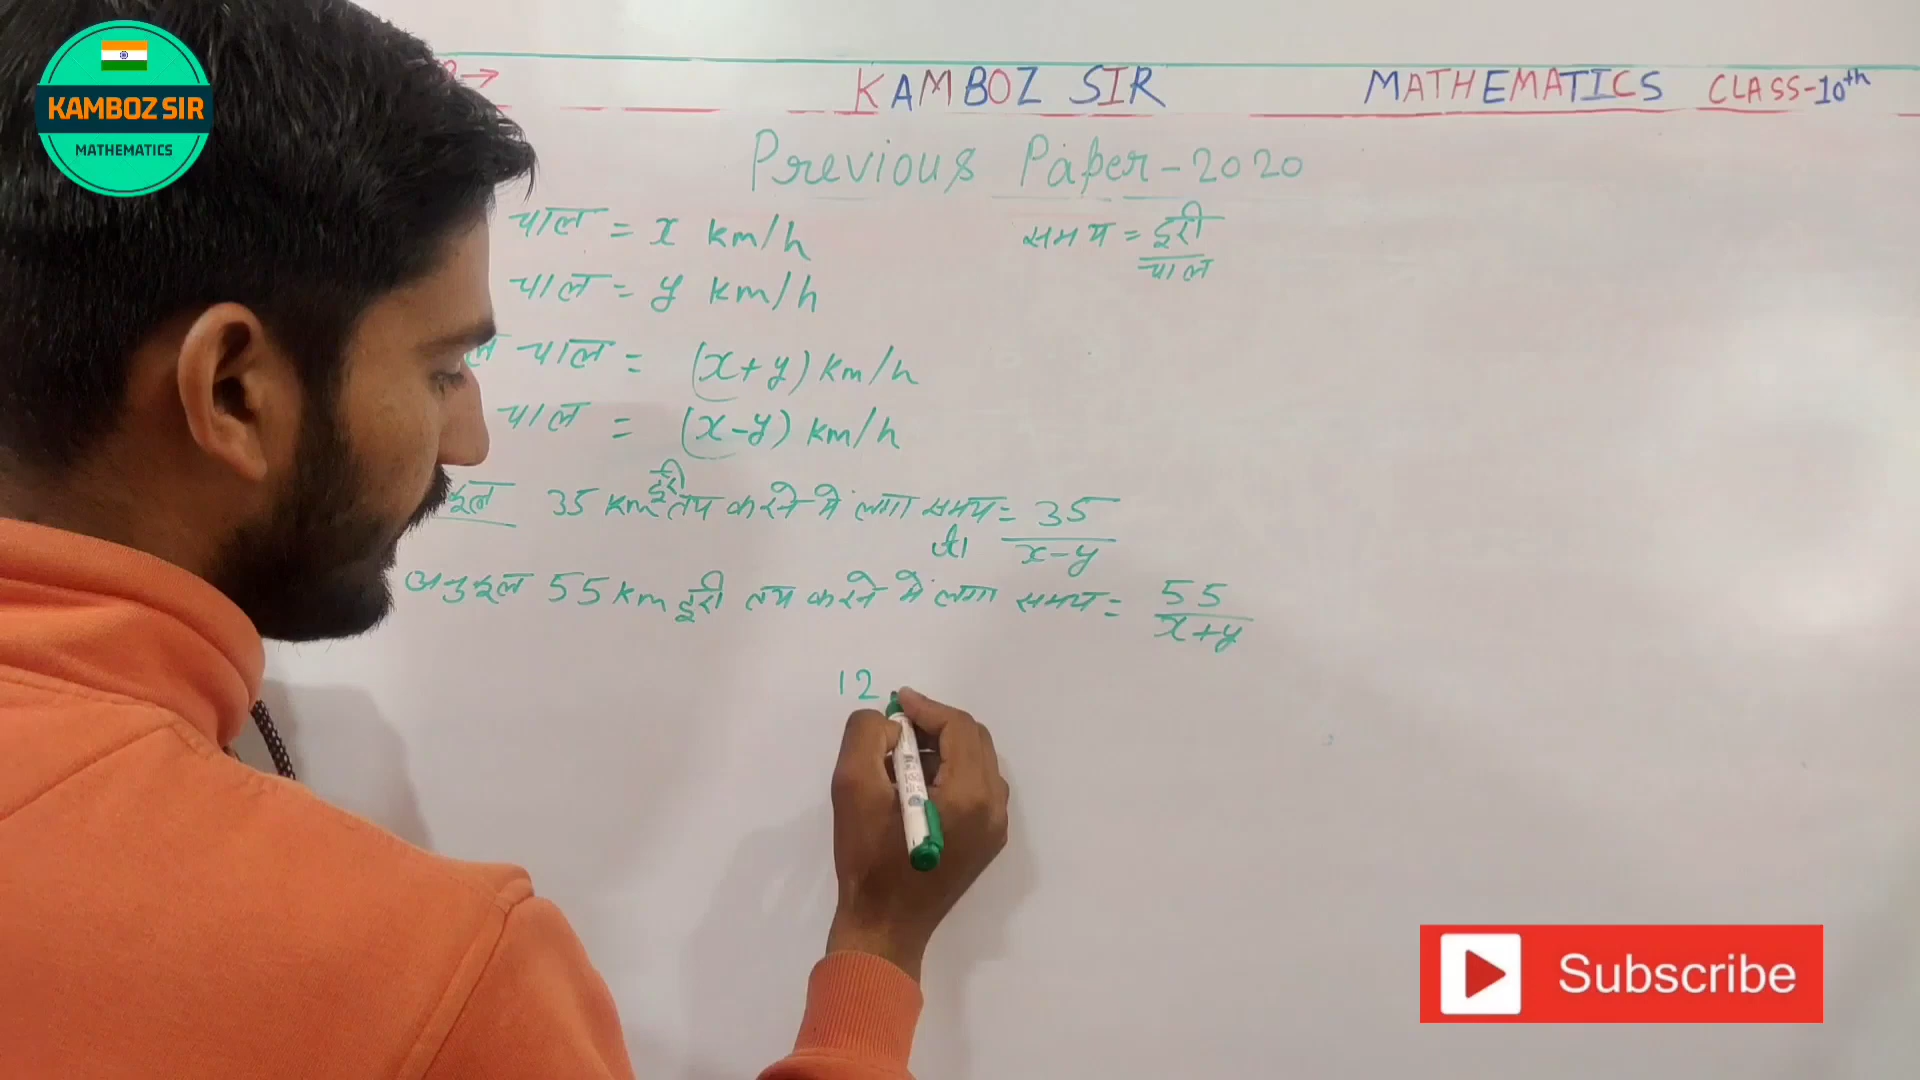 KAMBOZ SIR
MATHEMATICS
KAMBOZ SIR
MATHEMATICS CLASS-10th
Previous Paper-2020
चाल = x km/h
समय = दूरी / चाल
चाल = y km/h
चाल = (x+y) km/h
चाल = (x-y) km/h
35 km दूरी तय करने में लगा समय = 35 / x-y
अनुकूल 55 km दूरी तय करने में लगा समय = 55 / x+y
12
Subscribe